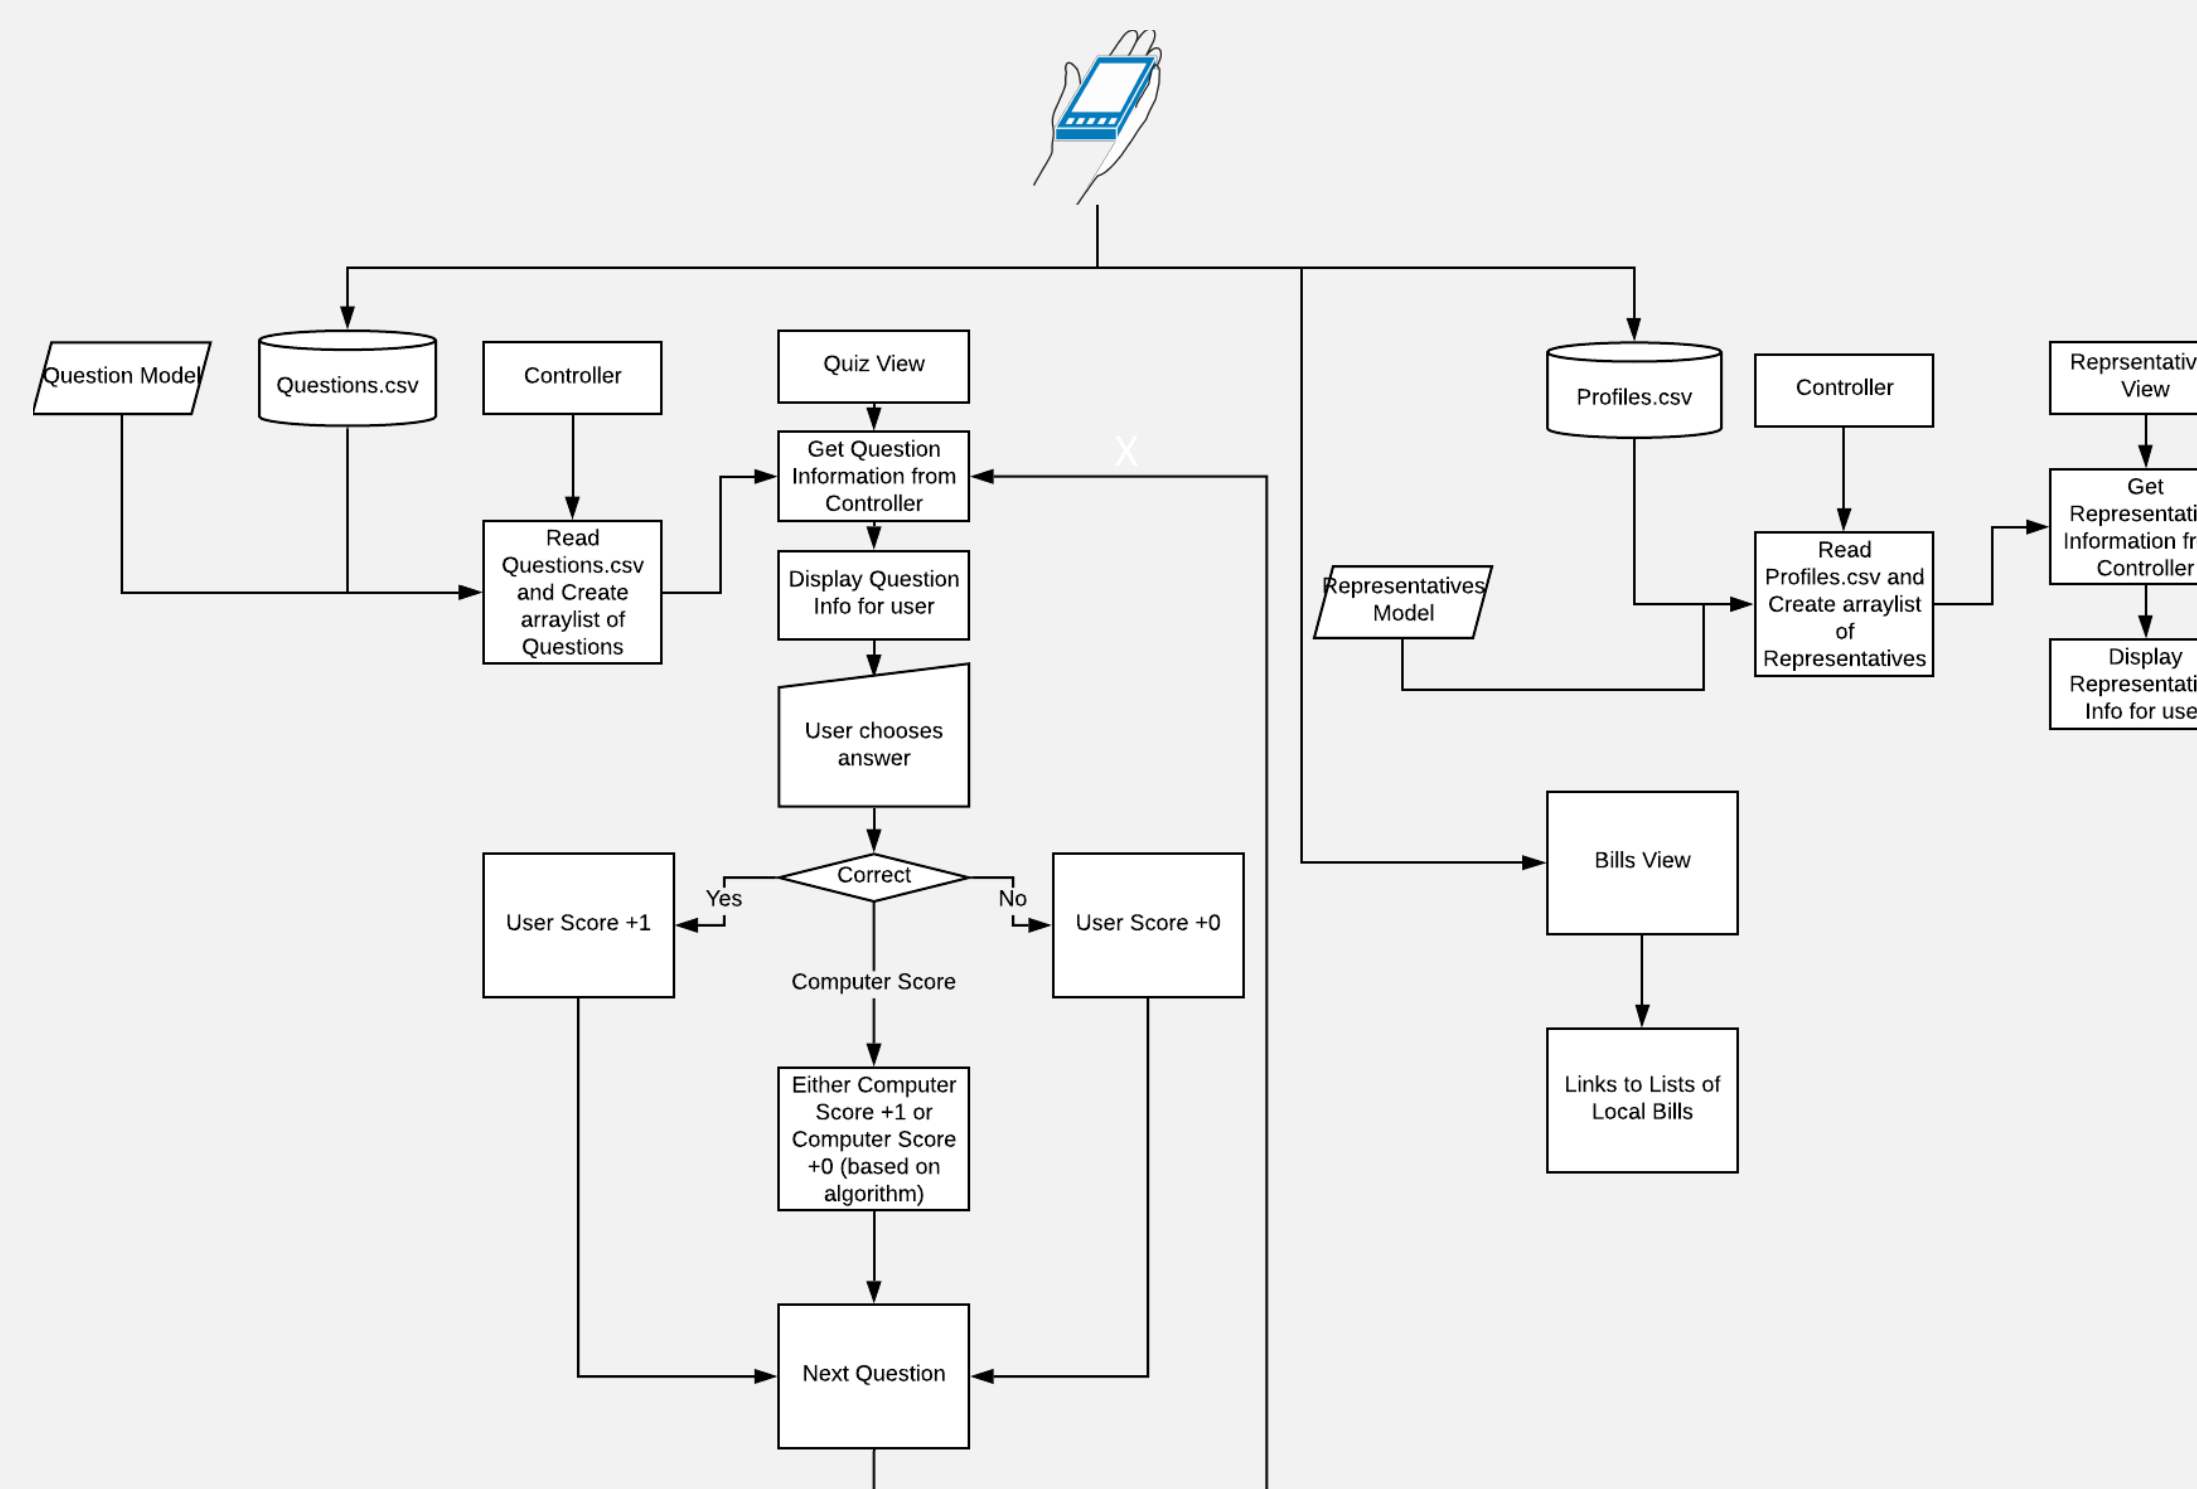 Question Model
Questions.csv
Controller
Quiz View
Get Question
Information from
Controller
X
Read
Questions.csv
and Create
arraylist of
Questions
Display Question
Info for user
User chooses
answer
Correct
Yes
No
User Score +1
User Score +0
Computer Score
Either Computer
Score +1 or
Computer Score
+0 (based on
algorithm)
Next Question
Profiles.csv
Controller
Reprsentativ
View
Representatives
Model
Read
Profiles.csv and
Create arraylist
of
Representatives
Get
Representati
Information fr
Controller
Display
Representati
Info for use
Bills View
Links to Lists of
Local Bills